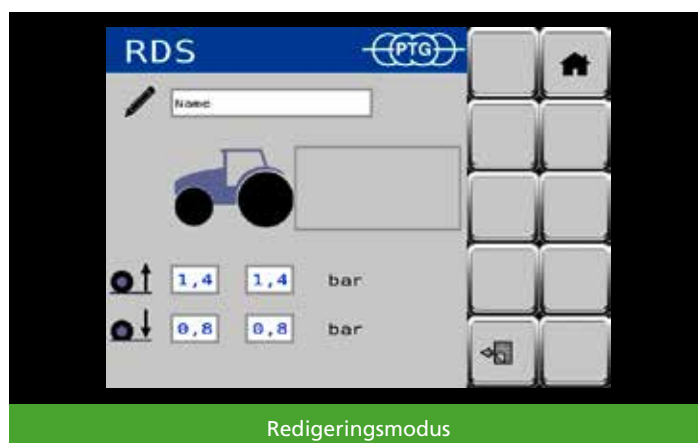 RDS PTG
Name
1,4 1,4 bar
0,8 0,8 bar
Redigeringsmodus